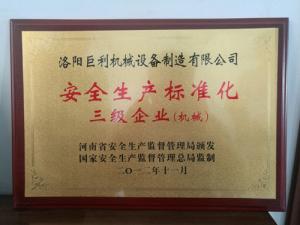 洛阳巨利机械设备制造有限公司
安全生产标准化
三级企业(机械)
河南省安全生产监督管理局颁发
国家安全生产监督管理总局监制
二〇一二年十一月